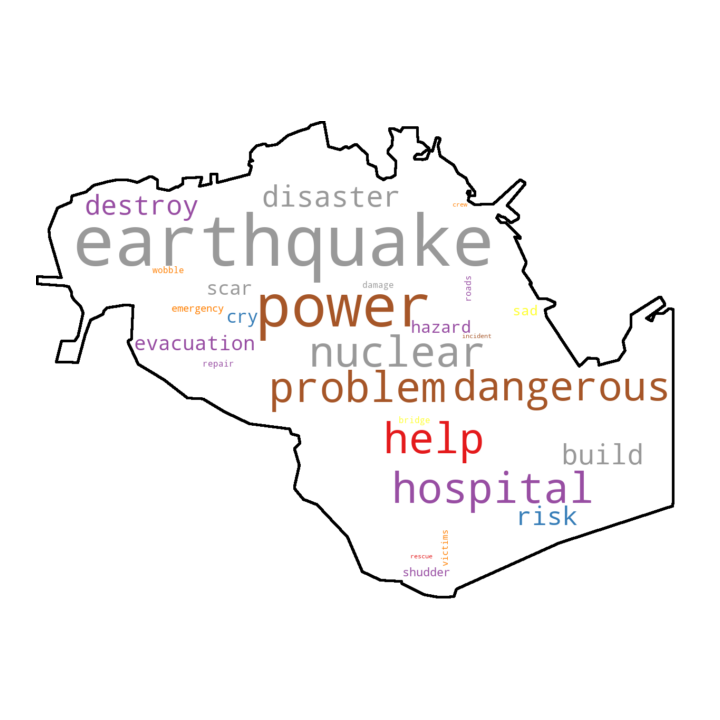 disaster
destroy
crew
earthquake
wobble
scar
damage
roads
emergency
cry
power
sad
hazard
incident
evacuation
nuclear
repair
problem
dangerous
bridge
help
build
hospital
risk
victims
rescue
shudder